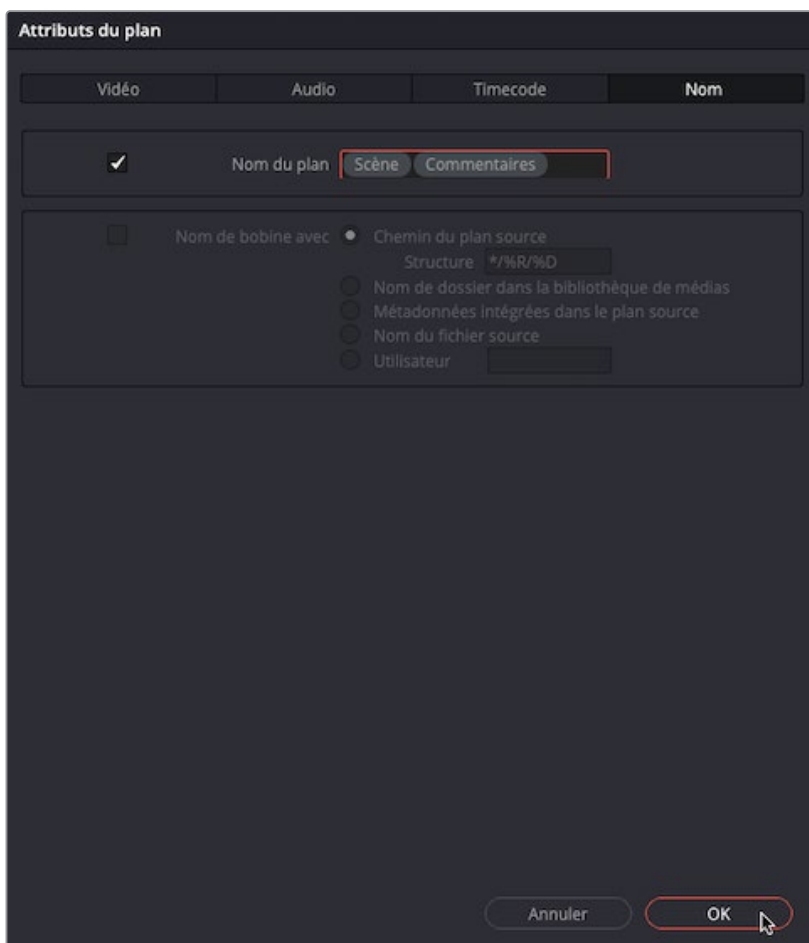 Attributs du plan
Vidéo Audio Timecode Nom
Nom du plan Scène Commentaires
Nom de bobine avec Chemin du plan source
Structure */%R/%D
Nom de dossier dans la bibliothèque de médias
Métadonnées intégrées dans le plan source
Nom du fichier source
Utilisateur
Annuler OK